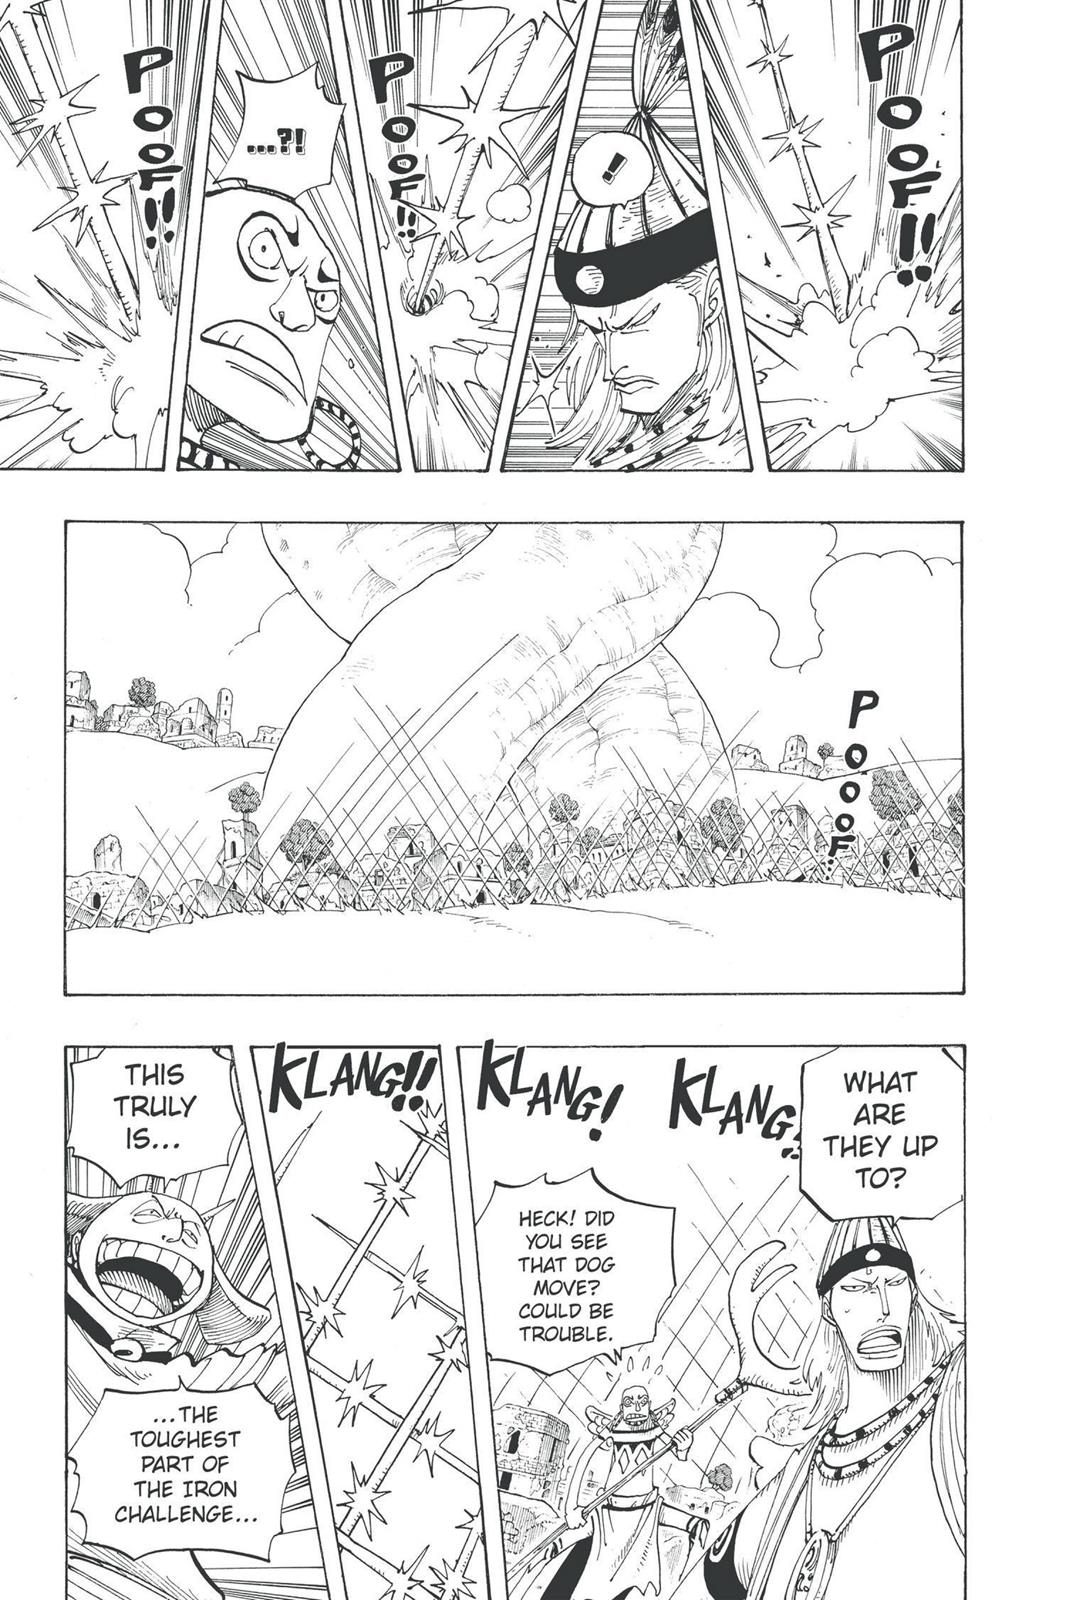 POOF!!
!
POOF!!
...?!
POOF!!
POOF...
WHAT
ARE
THEY UP
TO?
KLANG!
KLANG!
HECK! DID
YOU SEE
THAT DOG
MOVE?
COULD BE
TROUBLE.
KLANG!!
THIS
TRULY
IS...
...THE
TOUGHEST
PART OF
THE IRON
CHALLENGE...